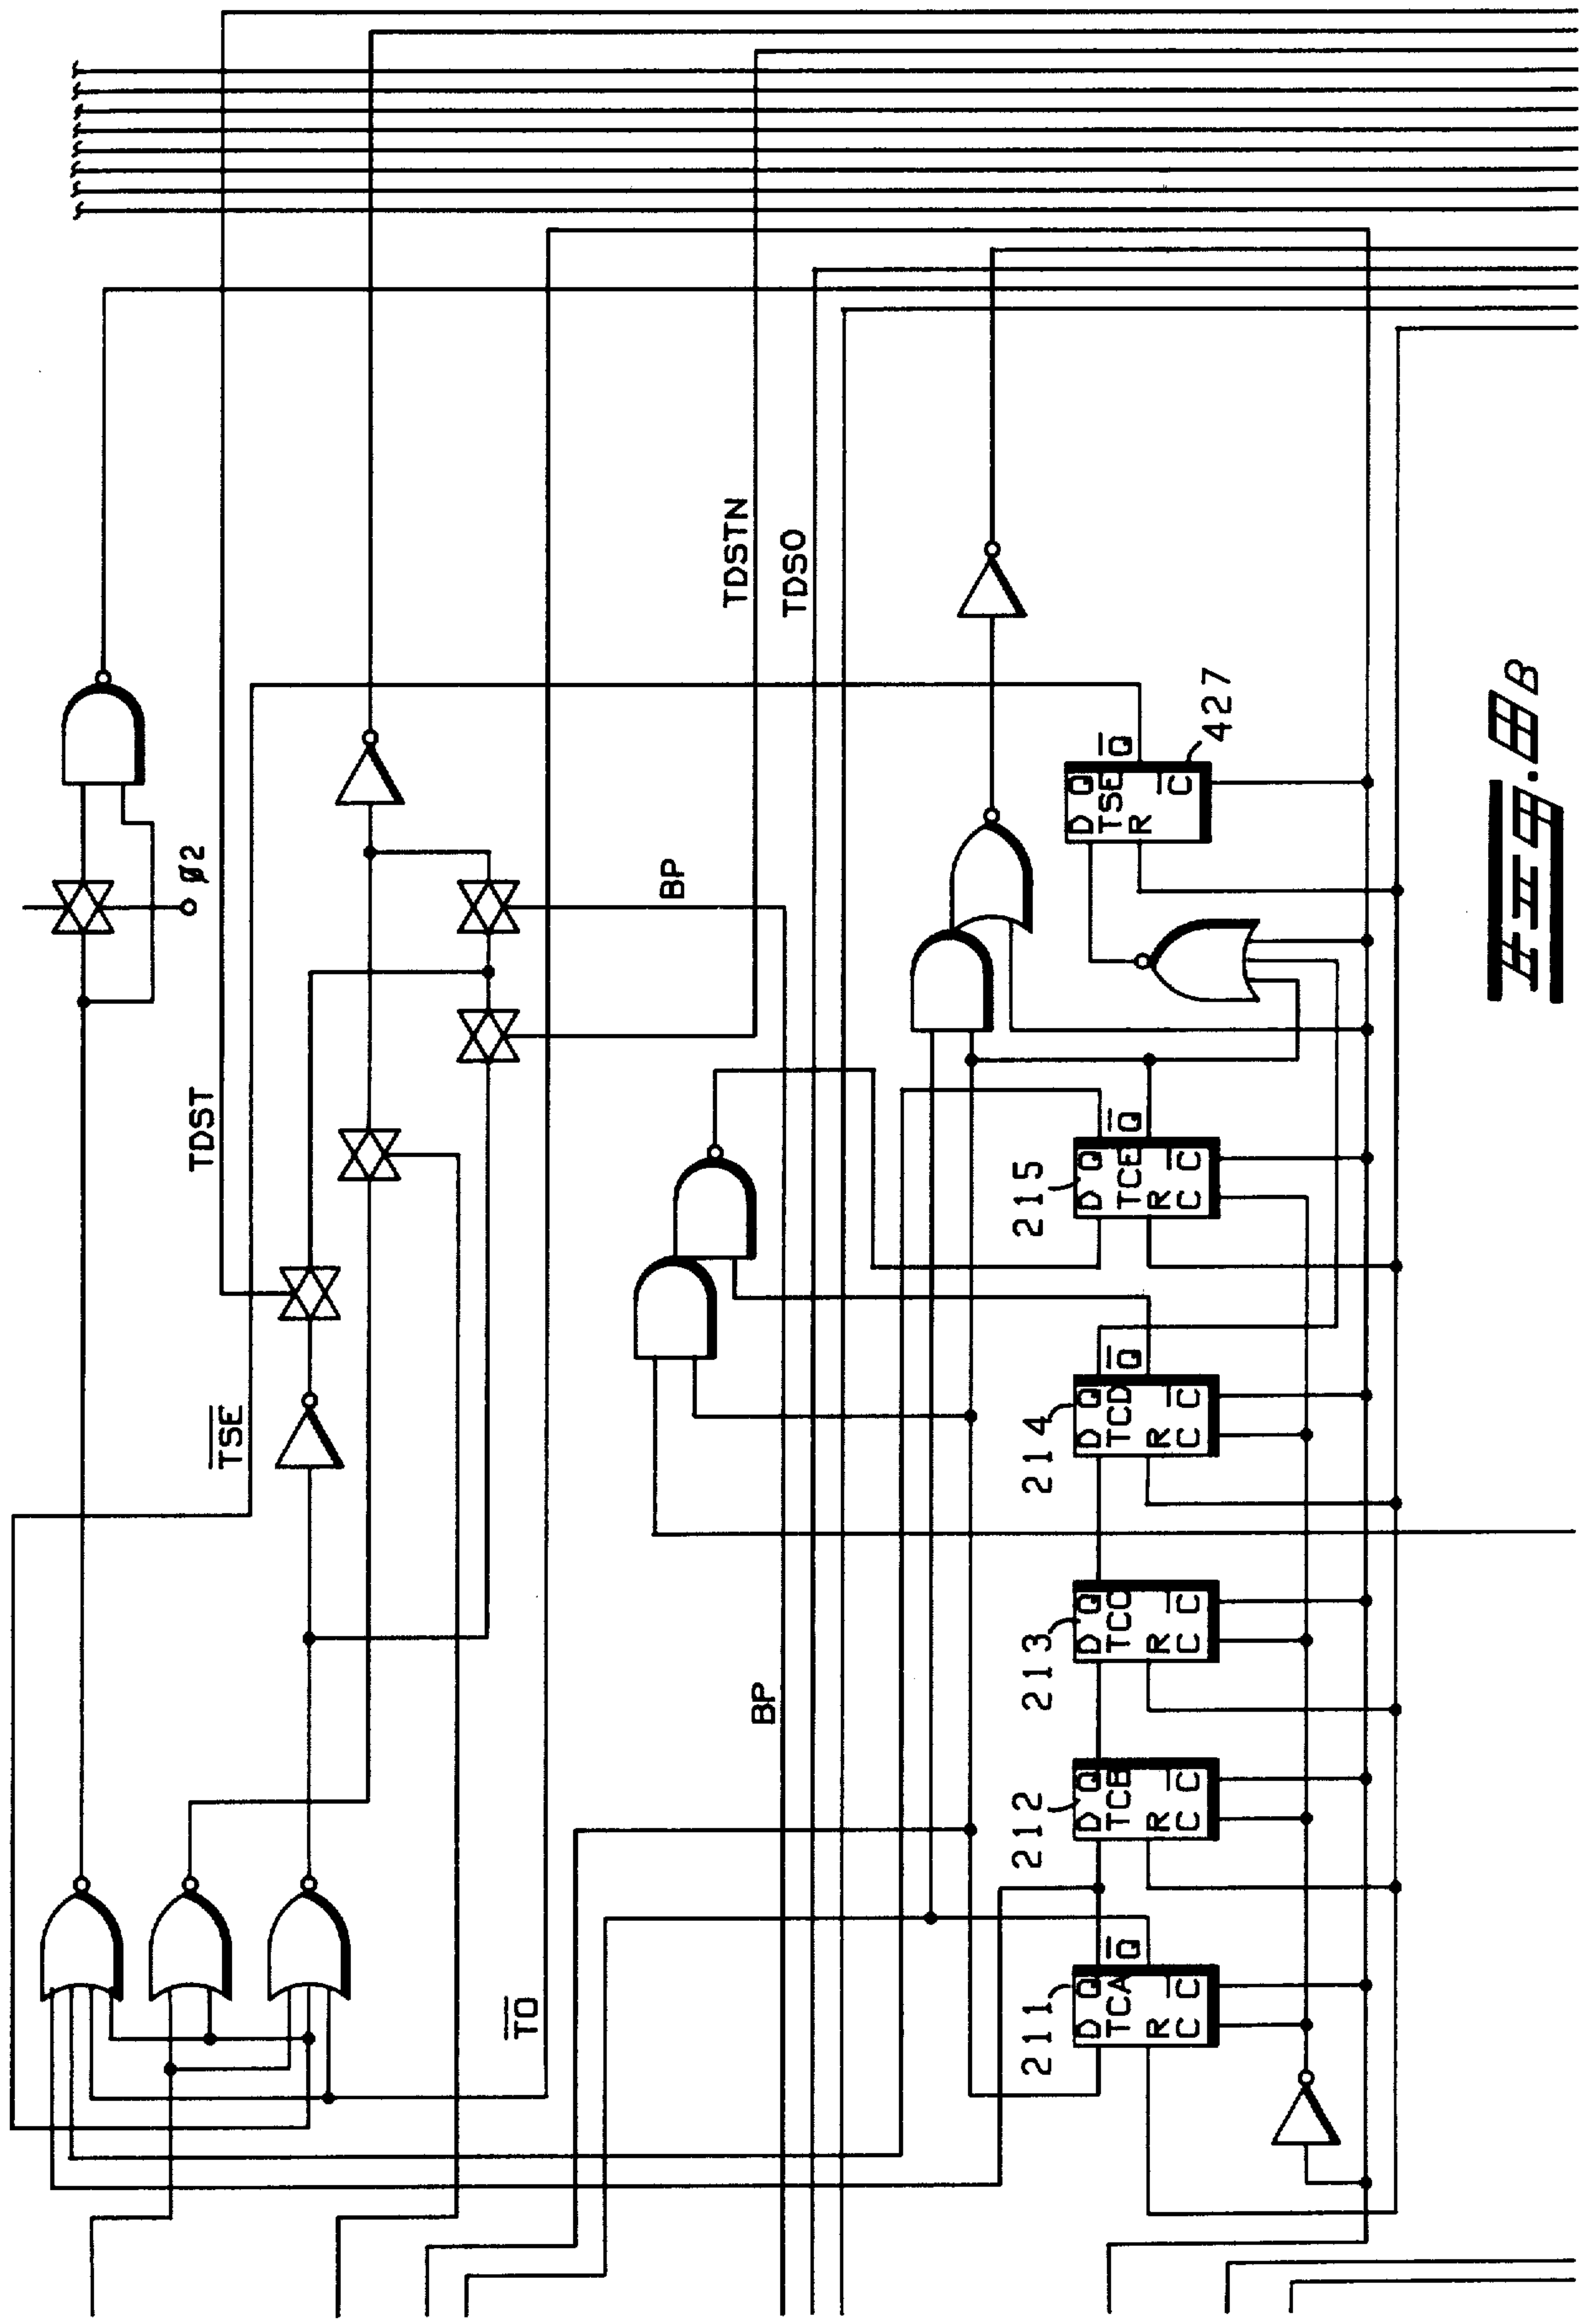 Ø2
TDST
TSE
BP
TDSTN
TDSO
BP
TO
211
D Q
TCA Q
R
C C
212
D Q
TCB
R
C C
213
D Q
TCC
R
C C
214
D Q
TCD Q
R
C C
215
D Q
TCE Q
R
C C
427
D Q
TSE Q
R
C
Fig. 8B